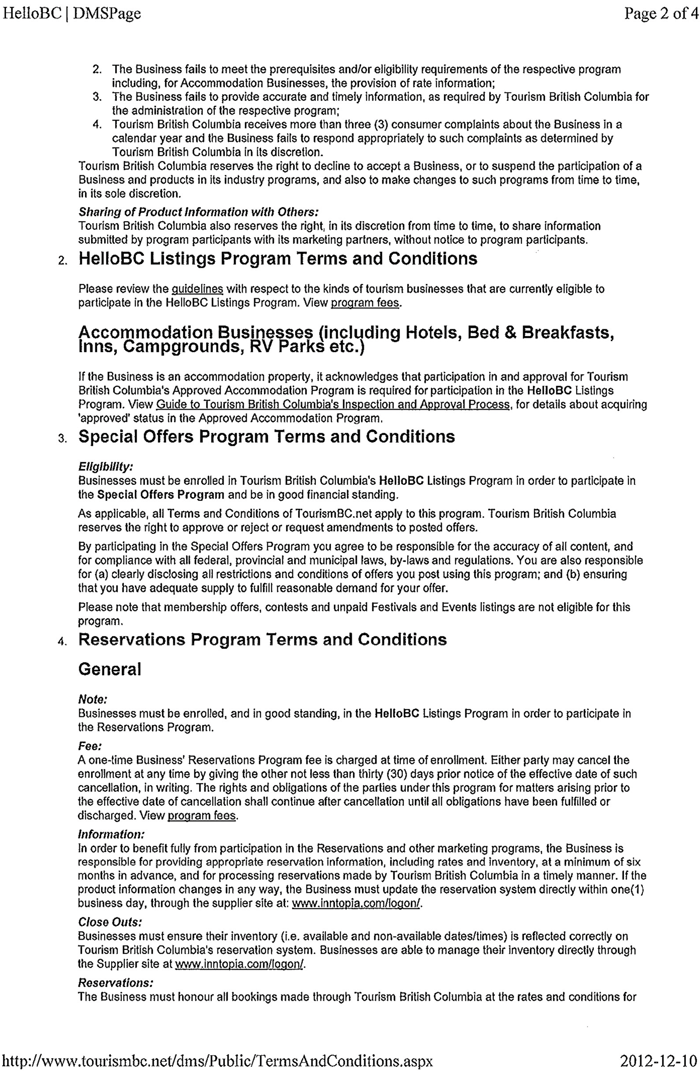 HelloBC | DMSPage
Page 2 of 4
2. The Business fails to meet the prerequisites and/or eligibility requirements of the respective program
including, for Accommodation Businesses, the provision of rate information;
3. The Business fails to provide accurate and timely information, as required by Tourism British Columbia for
the administration of the respective program;
4. Tourism British Columbia receives more than three (3) consumer complaints about the Business in a
calendar year and the Business fails to respond appropriately to such complaints as determined by
Tourism British Columbia in its discretion.
Tourism British Columbia reserves the right to decline to accept a Business, or to suspend the participation of a
Business and products in its industry programs, and also to make changes to such programs from time to time,
in its sole discretion.
Sharing of Product Information with Others:
Tourism British Columbia also reserves the right, in its discretion from time to time, to share information
submitted by program participants with its marketing partners, without notice to program participants.
2. HelloBC Listings Program Terms and Conditions
Please review the guidelines with respect to the kinds of tourism businesses that are currently eligible to
participate in the HelloBC Listings Program. View program fees.
Accommodation Businesses (including Hotels, Bed & Breakfasts,
Inns, Campgrounds, RV Parks etc.)
If the Business is an accommodation property, it acknowledges that participation in and approval for Tourism
British Columbia's Approved Accommodation Program is required for participation in the HelloBC Listings
Program. View Guide to Tourism British Columbia's Inspection and Approval Process, for details about acquiring
'approved' status in the Approved Accommodation Program.
3. Special Offers Program Terms and Conditions
Eligibility:
Businesses must be enrolled in Tourism British Columbia's HelloBC Listings Program in order to participate in
the Special Offers Program and be in good financial standing.
As applicable, all Terms and Conditions of TourismBC.net apply to this program. Tourism British Columbia
reserves the right to approve or reject or request amendments to posted offers.
By participating in the Special Offers Program you agree to be responsible for the accuracy of all content, and
for compliance with all federal, provincial and municipal laws, by-laws and regulations. You are also responsible
for (a) clearly disclosing all restrictions and conditions of offers you post using this program; and (b) ensuring
that you have adequate supply to fulfill reasonable demand for your offer.
Please note that membership offers, contests and unpaid Festivals and Events listings are not eligible for this
program.
4. Reservations Program Terms and Conditions
General
Note:
Businesses must be enrolled, and in good standing, in the HelloBC Listings Program in order to participate in
the Reservations Program.
Fee:
A one-time Business' Reservations Program fee is charged at time of enrollment. Either party may cancel the
enrollment at any time by giving the other not less than thirty (30) days prior notice of the effective date of such
cancellation, in writing. The rights and obligations of the parties under this program for matters arising prior to
the effective date of cancellation shall continue after cancellation until all obligations have been fulfilled or
discharged. View program fees.
Information:
In order to benefit fully from participation in the Reservations and other marketing programs, the Business is
responsible for providing appropriate reservation information, including rates and inventory, at a minimum of six
months in advance, and for processing reservations made by Tourism British Columbia in a timely manner. If the
product information changes in any way, the Business must update the reservation system directly within one(1)
business day, through the supplier site at: www.inntopia.com/logon/.
Close Outs:
Businesses must ensure their inventory (i.e. available and non-available dates/times) is reflected correctly on
Tourism British Columbia's reservation system. Businesses are able to manage their inventory directly through
the Supplier site at www.inntopia.com/logon/.
Reservations:
The Business must honour all bookings made through Tourism British Columbia at the rates and conditions for
http://www.tourismbc.net/dms/Public/TermsAndConditions.aspx
2012-12-10